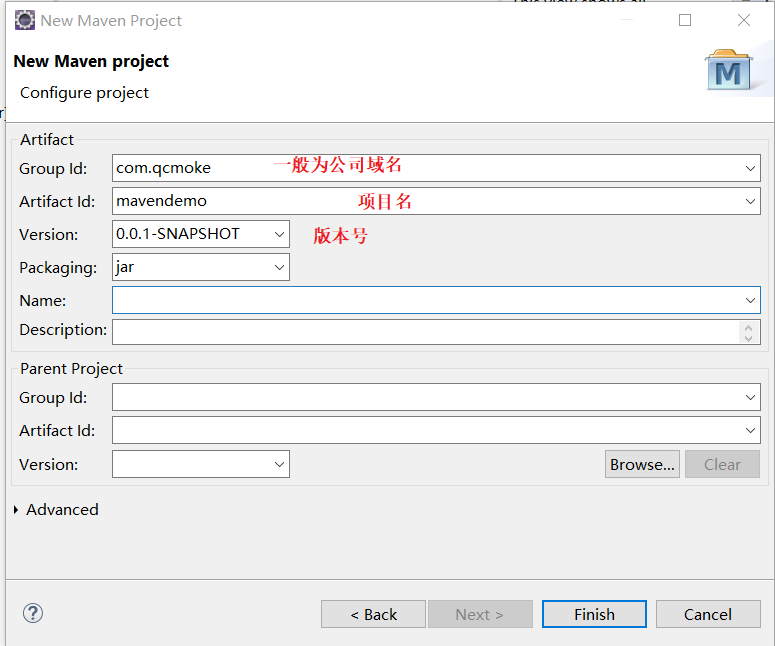 New Maven Project
New Maven project
Configure project
M
Artifact
Group Id: com.qcmoke 一般为公司域名
Artifact Id: mavendemo 项目名
Version: 0.0.1-SNAPSHOT 版本号
Packaging: jar
Name:
Description:
Parent Project
Group Id:
Artifact Id:
Version: Browse... Clear
Advanced
? < Back Next > Finish Cancel